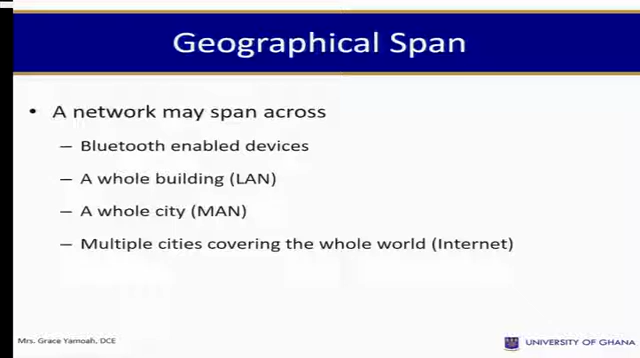 Geographical Span
• A network may span across
– Bluetooth enabled devices
– A whole building (LAN)
– A whole city (MAN)
– Multiple cities covering the whole world (Internet)
Mrs. Grace Yamoah, DCE
UNIVERSITY OF GHANA